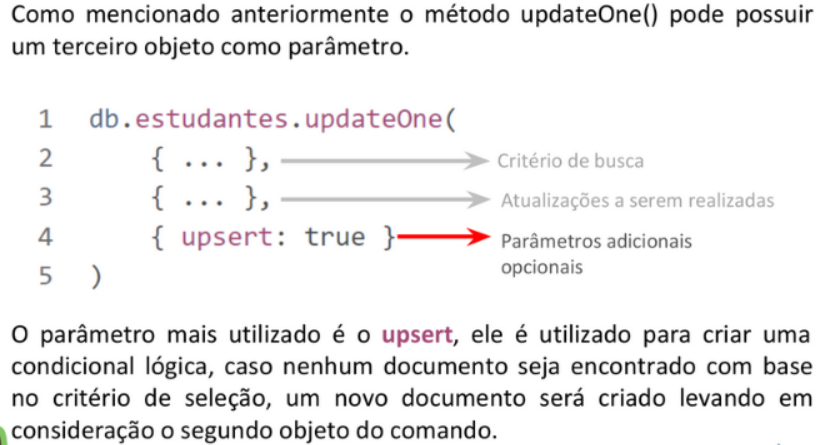 Como mencionado anteriormente o método updateOne() pode possuir
um terceiro objeto como parâmetro.
1 db.estudantes.updateOne(
2 { ... }, Critério de busca
3 { ... }, Atualizações a serem realizadas
4 { upsert: true } Parâmetros adicionais
opcionais
5 )
O parâmetro mais utilizado é o upsert, ele é utilizado para criar uma
condicional lógica, caso nenhum documento seja encontrado com base
no critério de seleção, um novo documento será criado levando em
consideração o segundo objeto do comando.